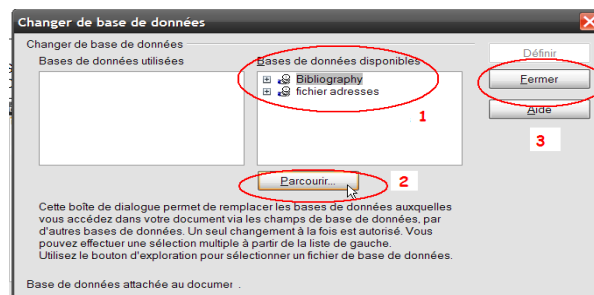 Changer de base de données
Changer de base de données
Bases de données utilisées
Bases de données disponibles
Bibliography
fichier adresses
1
Définir
Fermer
Aide
3
Parcourir...
2
Cette boîte de dialogue permet de remplacer les bases de données auxquelles
vous accédez dans votre document via les champs de base de données, par
d'autres bases de données. Un seul changement à la fois est autorisé. Vous
pouvez effectuer une sélection multiple à partir de la liste de gauche.
Utilisez le bouton d'exploration pour sélectionner un fichier de base de données.
Base de données attachée au documer .